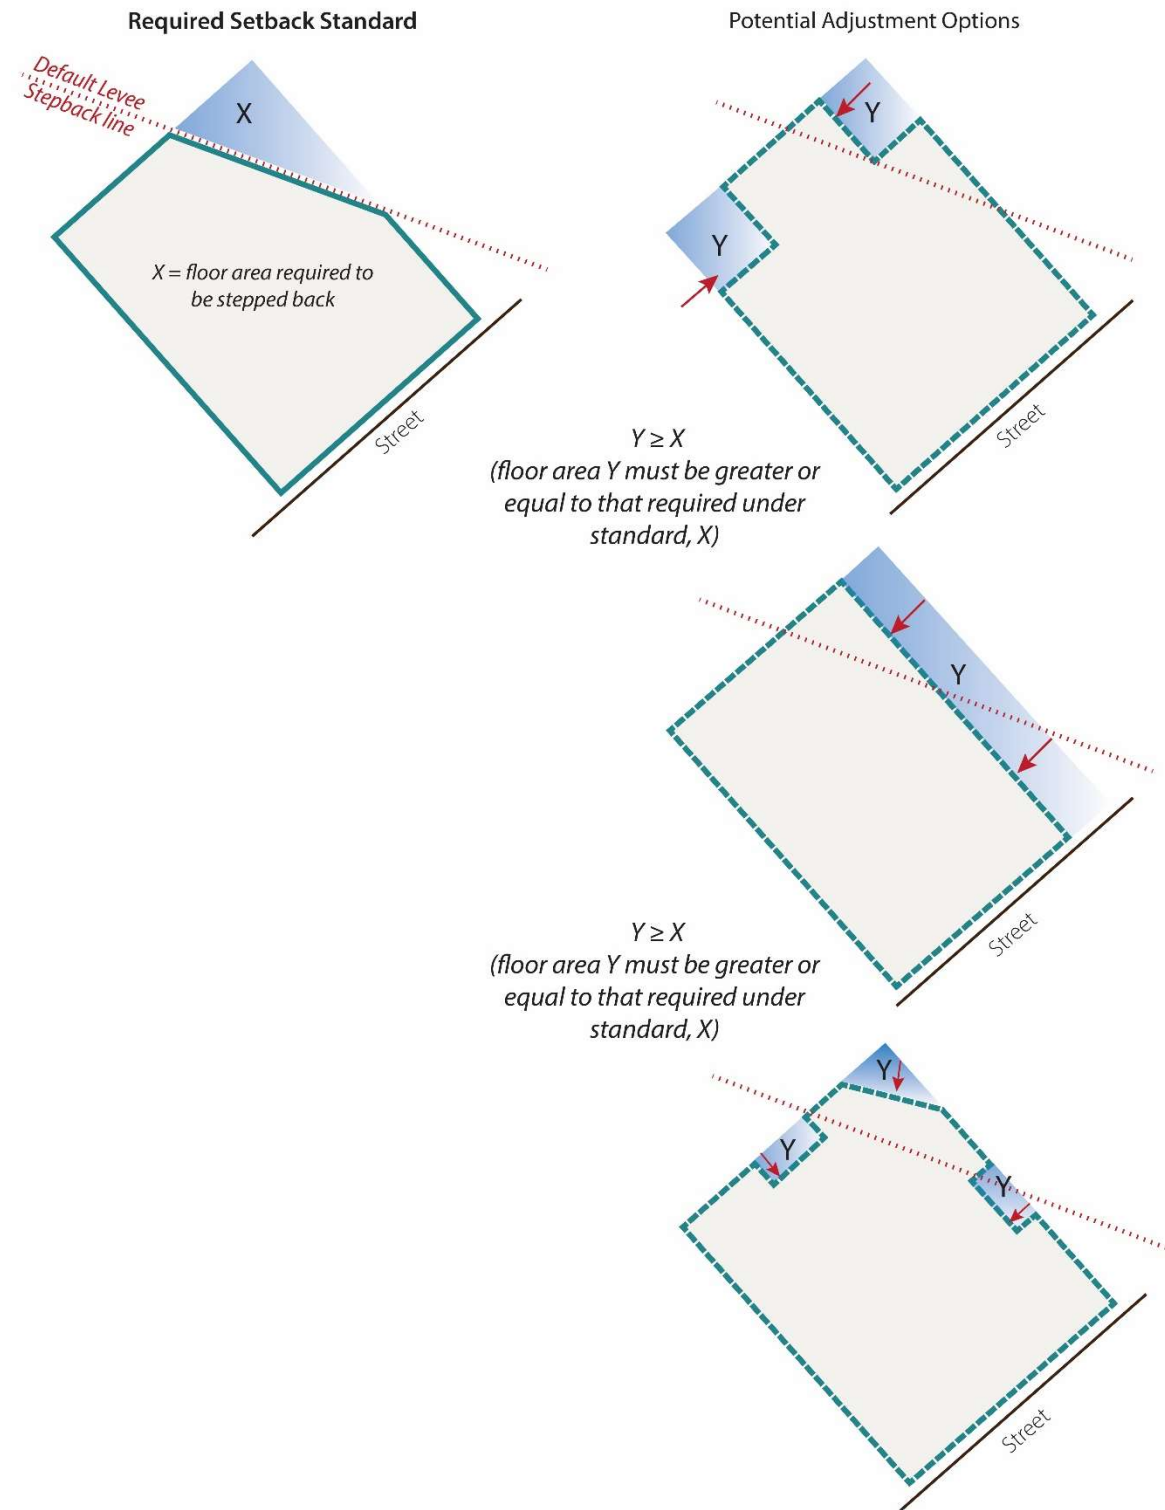 Required Setback Standard
Potential Adjustment Options
Default Levee
Stepback line
X
X = floor area required to
be stepped back
Street
Y
Y
Street
Y ≥ X
(floor area Y must be greater or
equal to that required under
standard, X)
Y
Street
Y ≥ X
(floor area Y must be greater or
equal to that required under
standard, X)
Y
Y
Y
Street